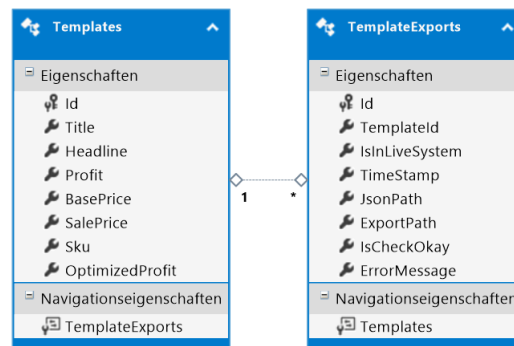 Templates
Eigenschaften
Id
Title
Headline
Profit
BasePrice
SalePrice
Sku
OptimizedProfit
Navigationseigenschaften
TemplateExports
1
*
TemplateExports
Eigenschaften
Id
TemplateId
IsInLiveSystem
TimeStamp
JsonPath
ExportPath
IsCheckOkay
ErrorMessage
Navigationseigenschaften
Templates